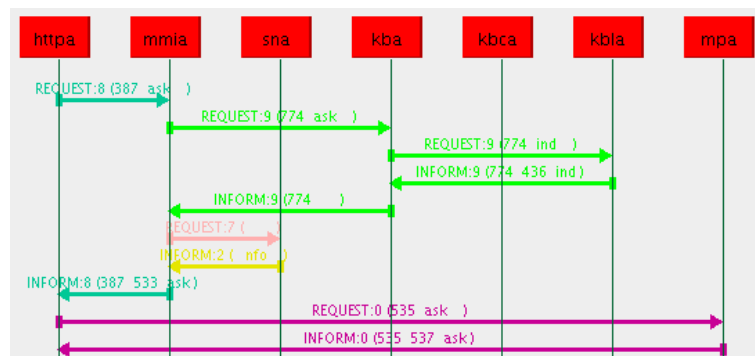 httpa mmia sna kba kbca kbla mpa
REQUEST:8 (387 ask )
REQUEST:9 (774 ask )
REQUEST:9 (774 ind )
INFORM:9 (774 436 ind)
INFORM:9 (774 )
REQUEST:7 ( )
INFORM:2 ( nfo )
INFORM:8 (387 533 ask)
REQUEST:0 (535 ask )
INFORM:0 (535 537 ask)